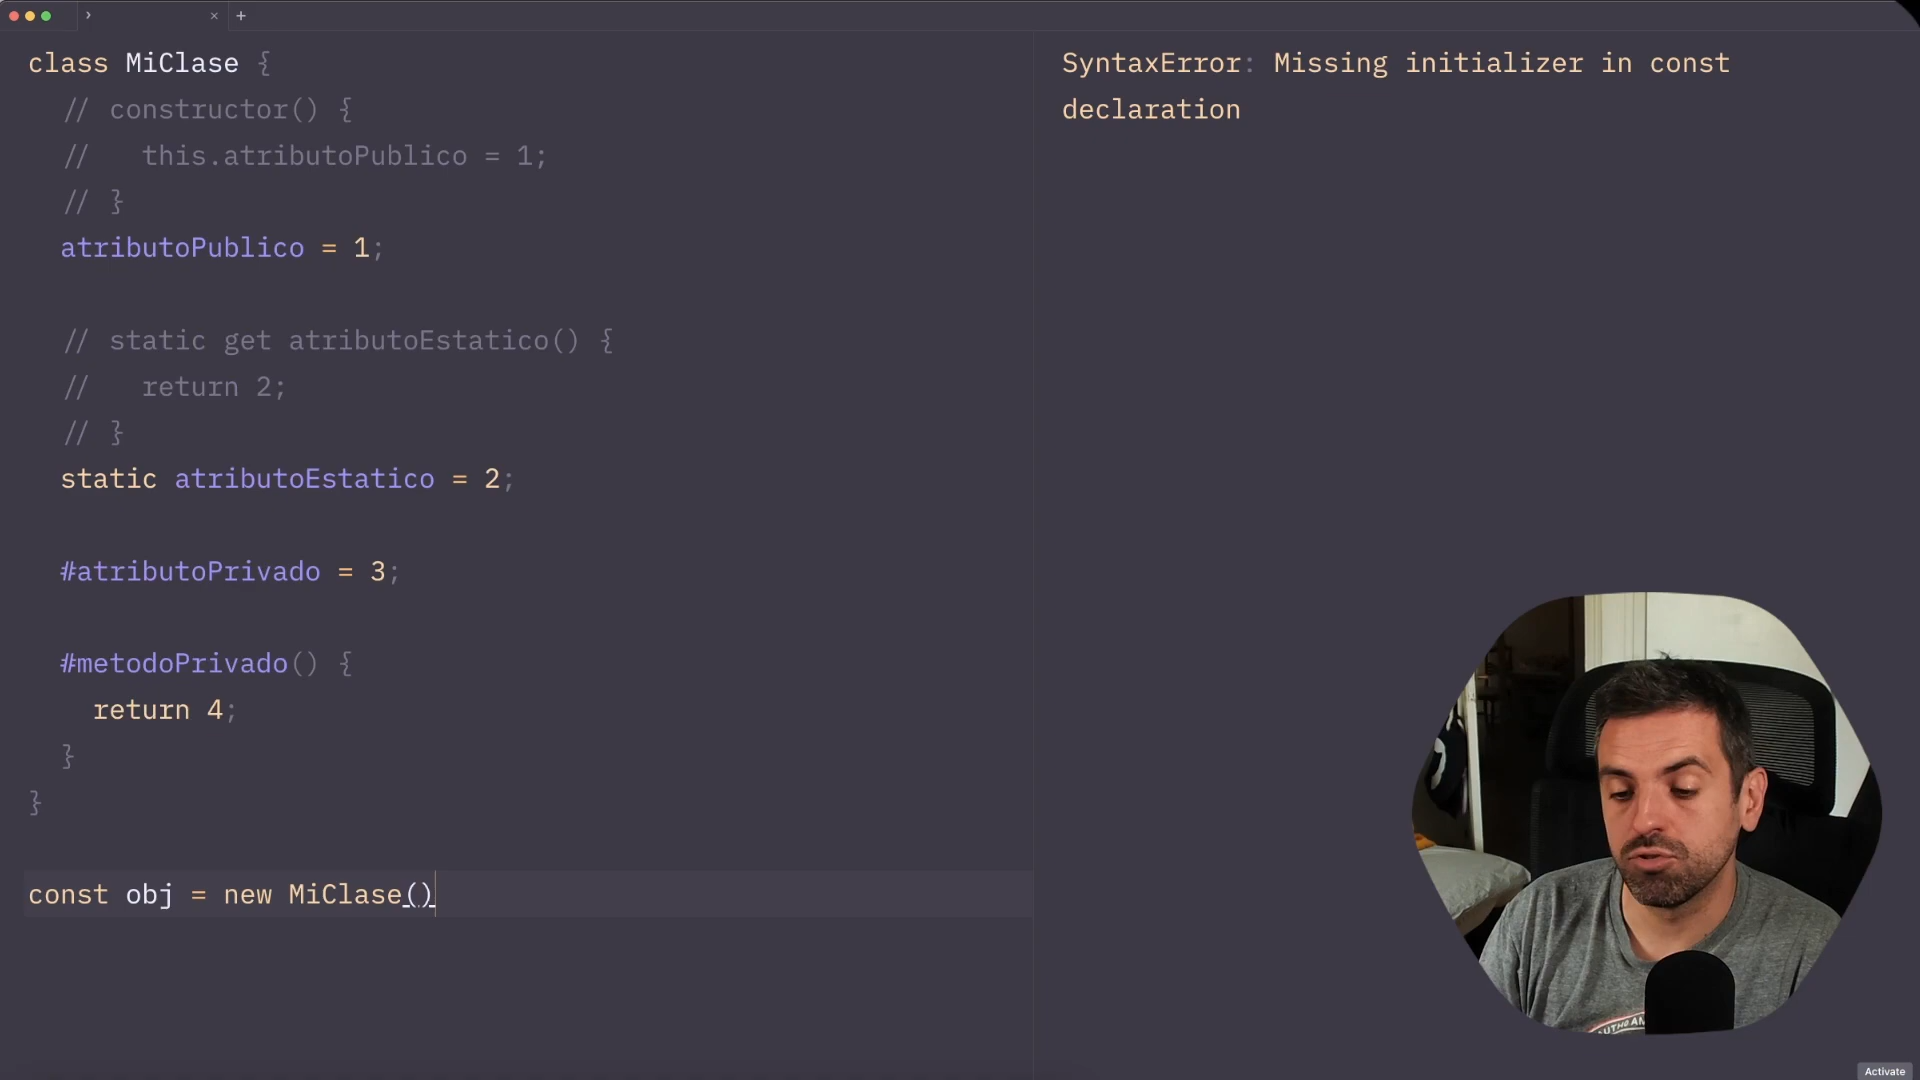 class MiClase {
// constructor() {
//   this.atributoPublico = 1;
// }
atributoPublico = 1;
// static get atributoEstatico() {
//   return 2;
// }
static atributoEstatico = 2;
#atributoPrivado = 3;
#metodoPrivado() {
return 4;
}
}
const obj = new MiClase()
SyntaxError: Missing initializer in const
declaration
Activate